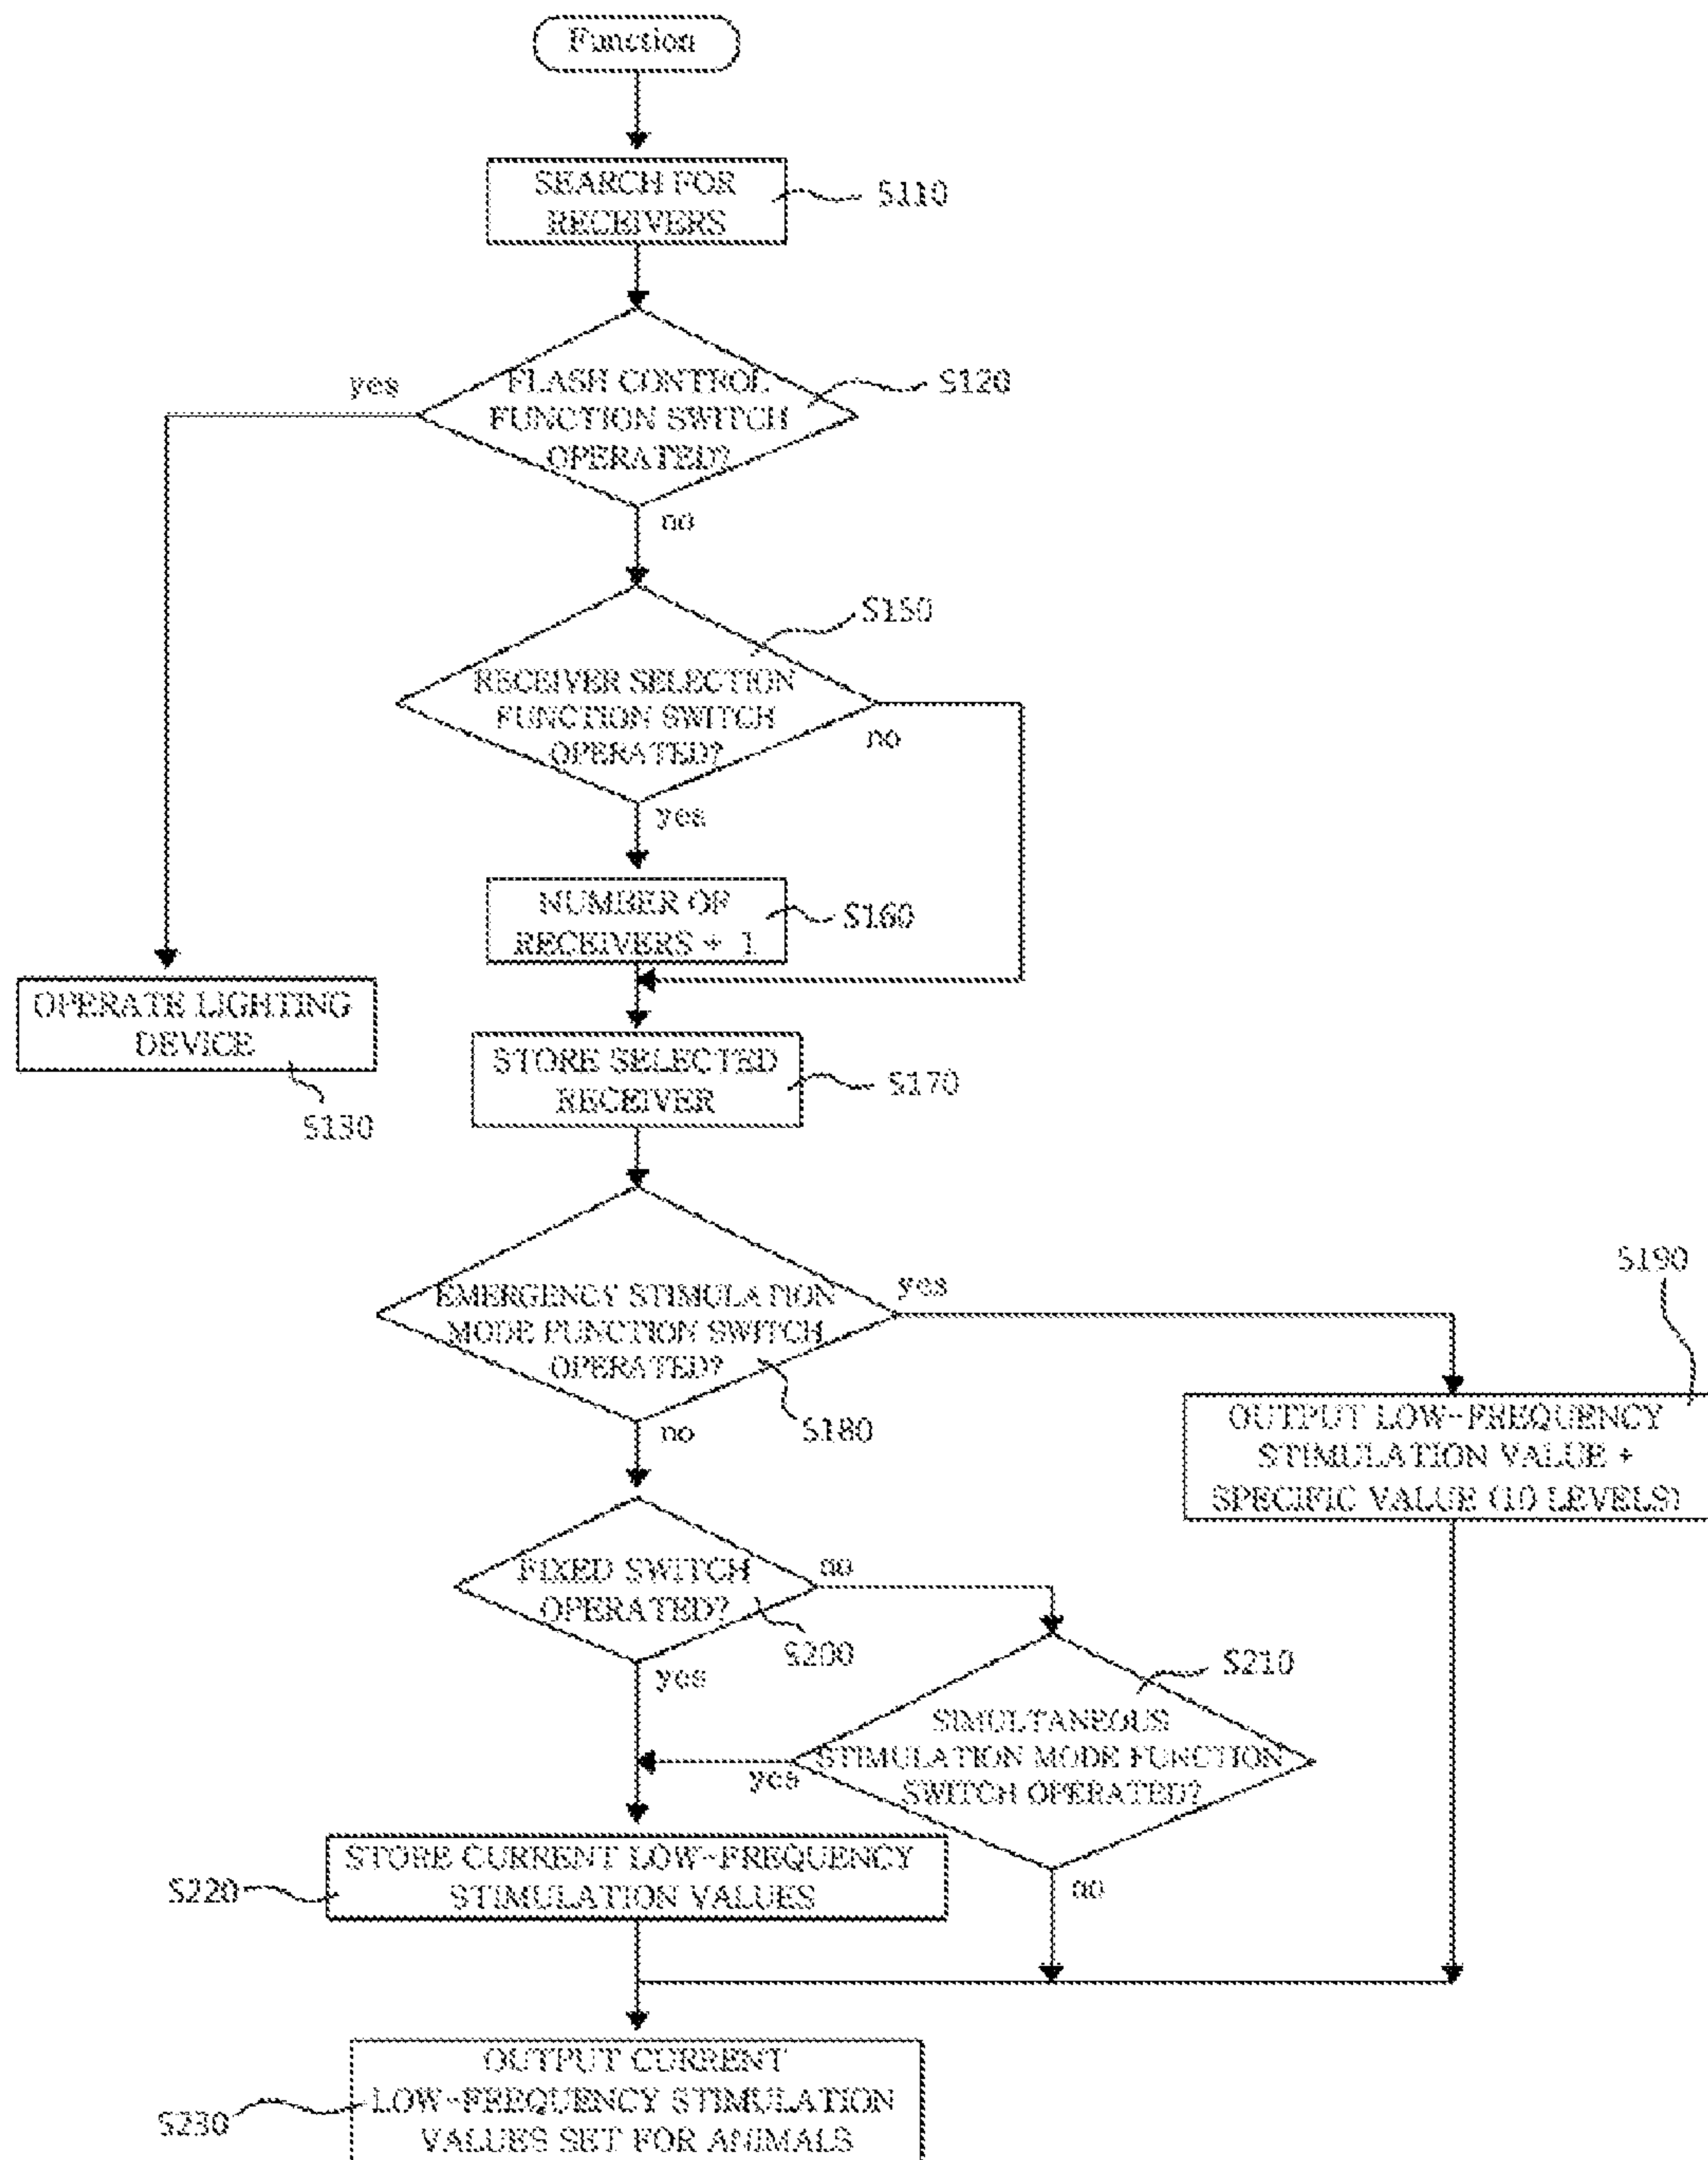 Function
SEARCH FOR
RECEIVERS
S110
yes
FLASH CONTROL
FUNCTION SWITCH
OPERATED?
S120
no
S150
RECEIVER SELECTION
FUNCTION SWITCH
OPERATED?
no
yes
NUMBER OF
RECEIVERS + 1
S160
OPERATE LIGHTING
DEVICE
S130
STORE SELECTED
RECEIVER
S170
EMERGENCY STIMULATION
MODE FUNCTION SWITCH
OPERATED?
yes
S180
no
S190
OUTPUT LOW-FREQUENCY
STIMULATION VALUE +
SPECIFIC VALUE (10 LEVELS)
FIXED SWITCH
OPERATED?
no
S200
yes
S210
SIMULTANEOUS
STIMULATION MODE FUNCTION
SWITCH OPERATED?
yes
no
STORE CURRENT LOW-FREQUENCY
STIMULATION VALUES
S220
OUTPUT CURRENT
LOW-FREQUENCY STIMULATION
VALUES SET FOR ANIMALS
S230